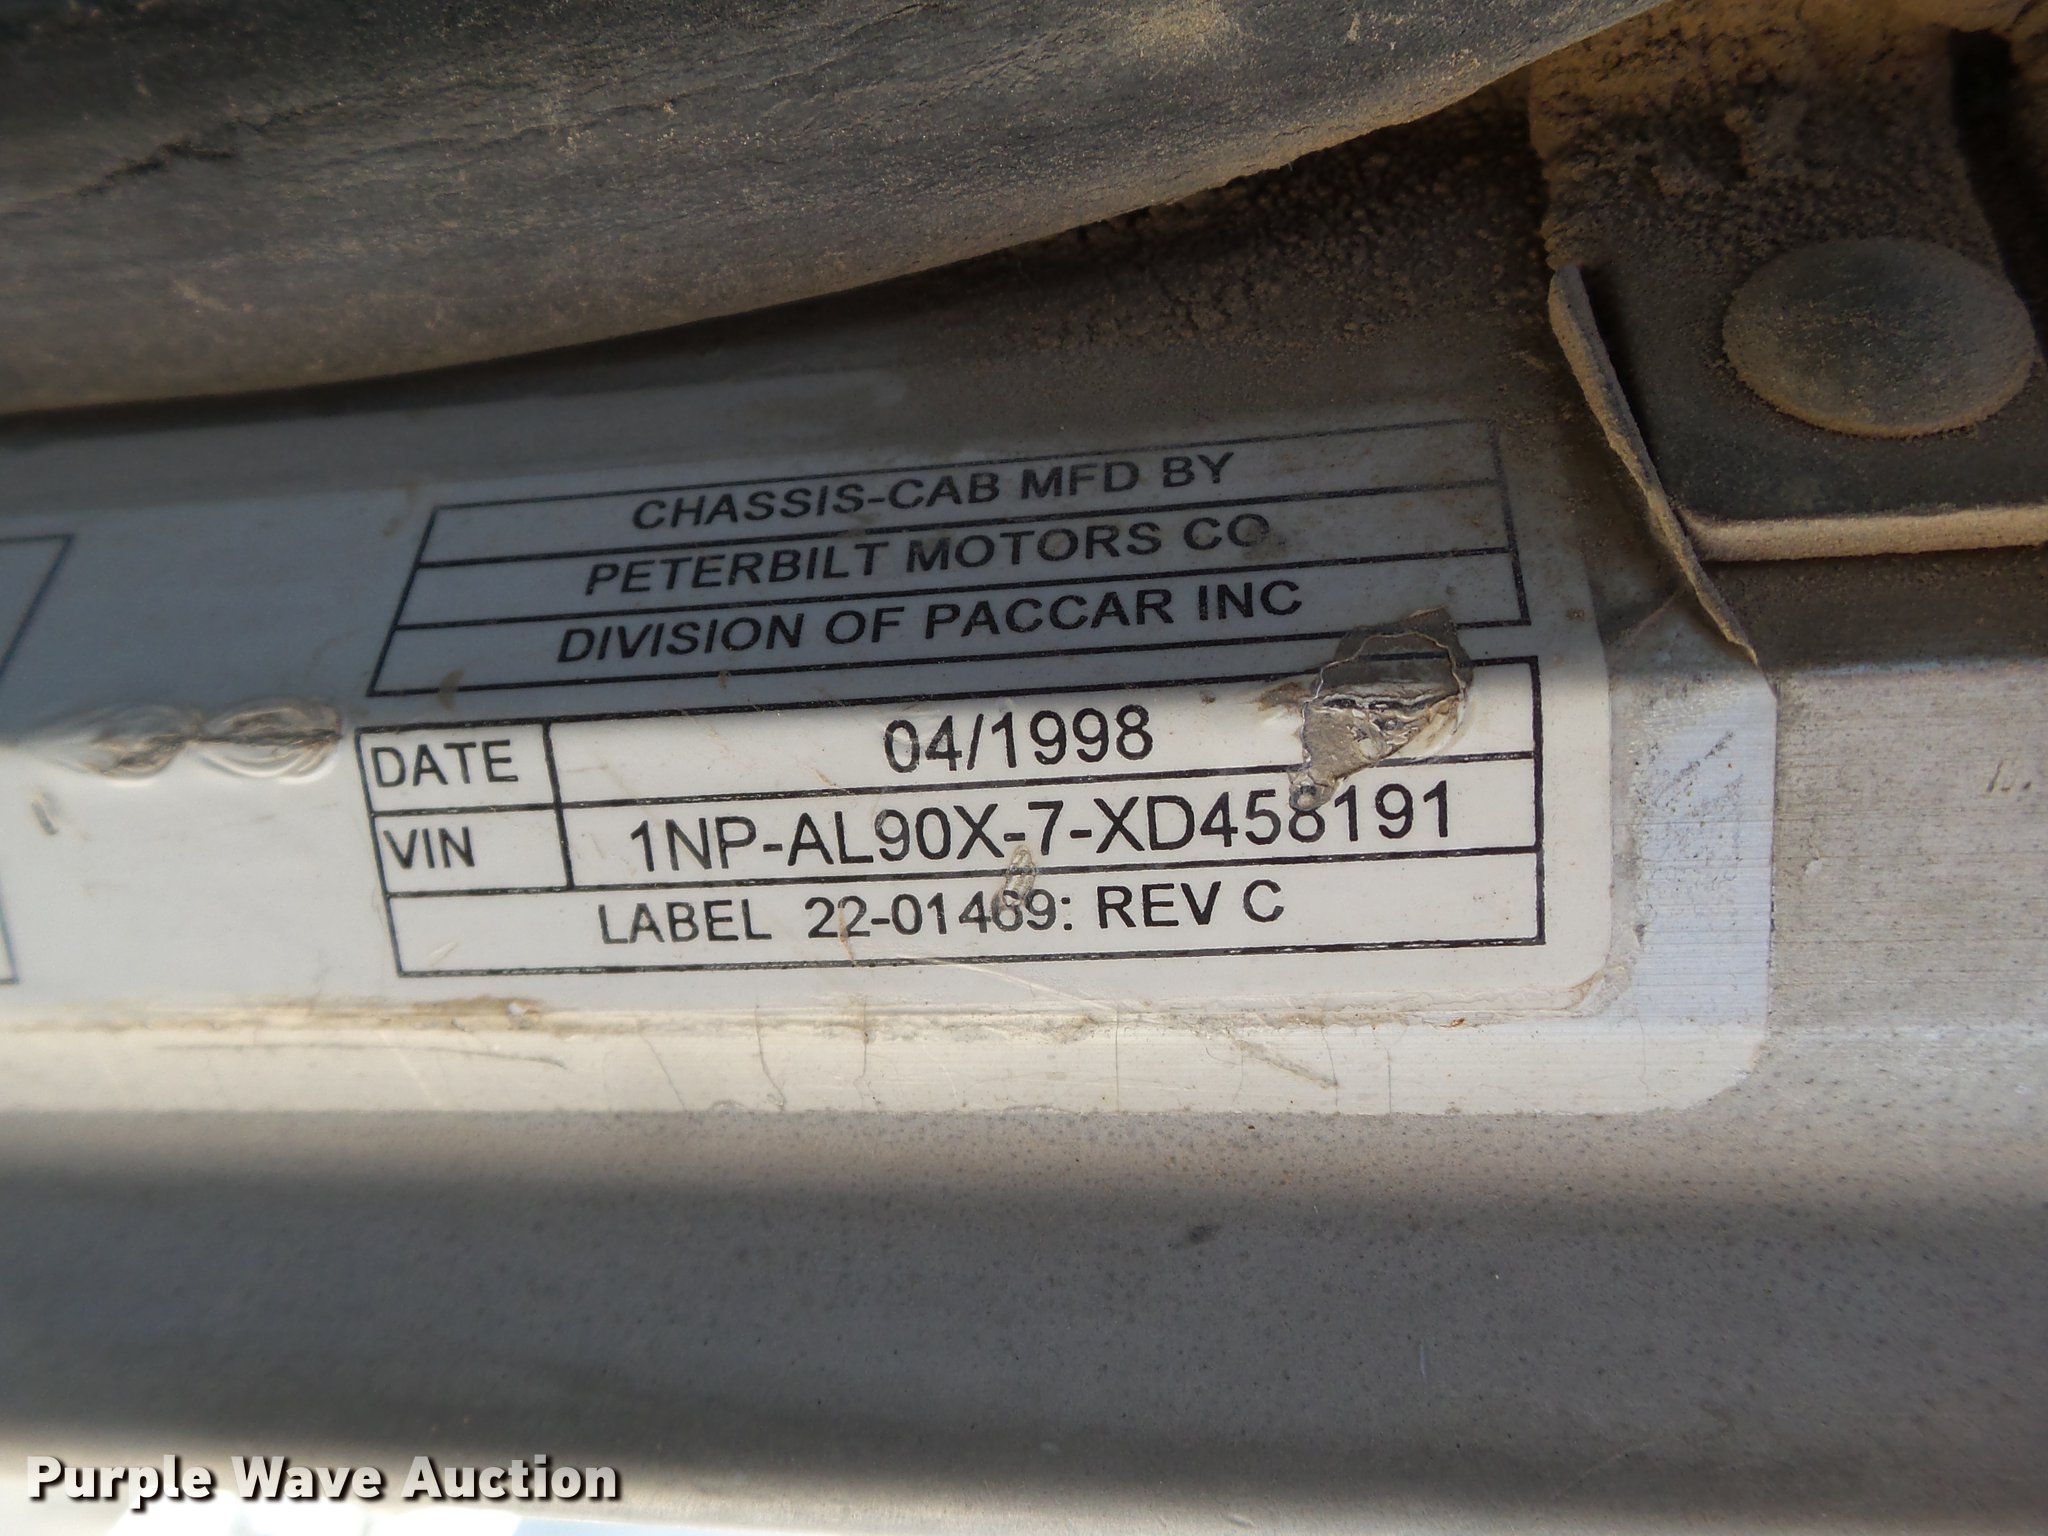 CHASSIS-CAB MFD BY
PETERBILT MOTORS CO.
DIVISION OF PACCAR INC
DATE 04/1998
VIN 1NP-AL90X-7-XD458191
LABEL 22-01469: REV C
Purple Wave Auction